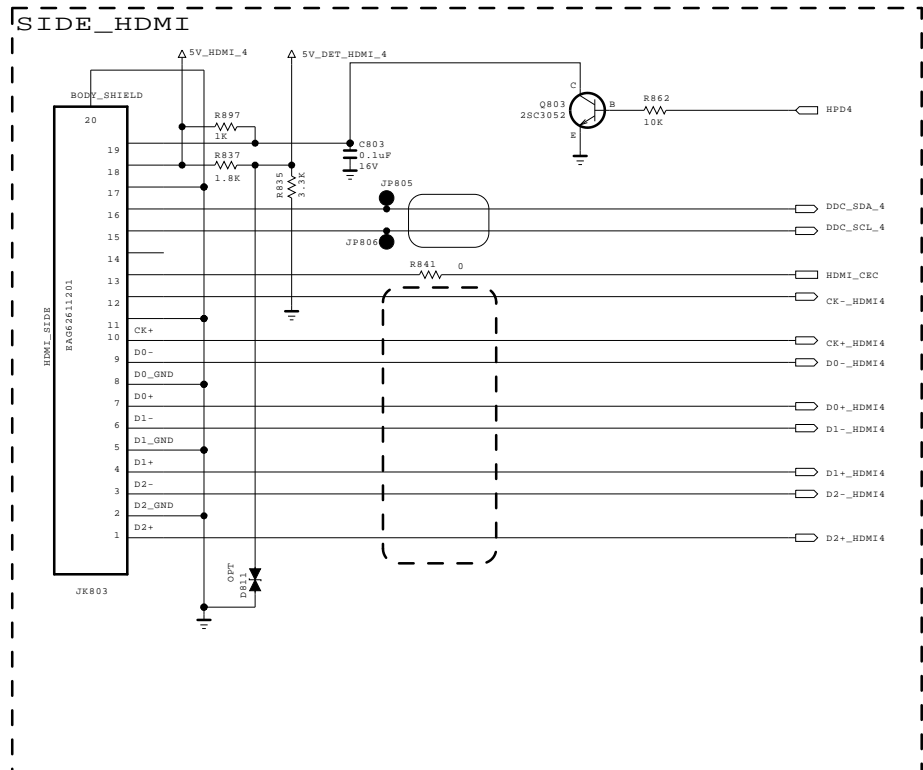 SIDE_HDMI
5V_HDMI_4
5V_DET_HDMI_4
BODY_SHIELD
20
R897
1K
C
Q803
2SC3052
B
E
R862
10K
HPD4
19
C803
0.1uF
16V
18
R837
1.8K
R835
3.3K
17
JP805
16
DDC_SDA_4
15
DDC_SCL_4
JP806
14
R841
0
13
HDMI_CEC
12
CK-_HDMI4
HDMI_SIDE
EAG62611201
11
CK+
10
CK+_HDMI4
D0-
9
D0-_HDMI4
D0_GND
8
D0+
7
D0+_HDMI4
D1-
6
D1-_HDMI4
D1_GND
5
D1+
4
D1+_HDMI4
D2-
3
D2-_HDMI4
D2_GND
2
D2+
1
D2+_HDMI4
OPT
D811
JK803